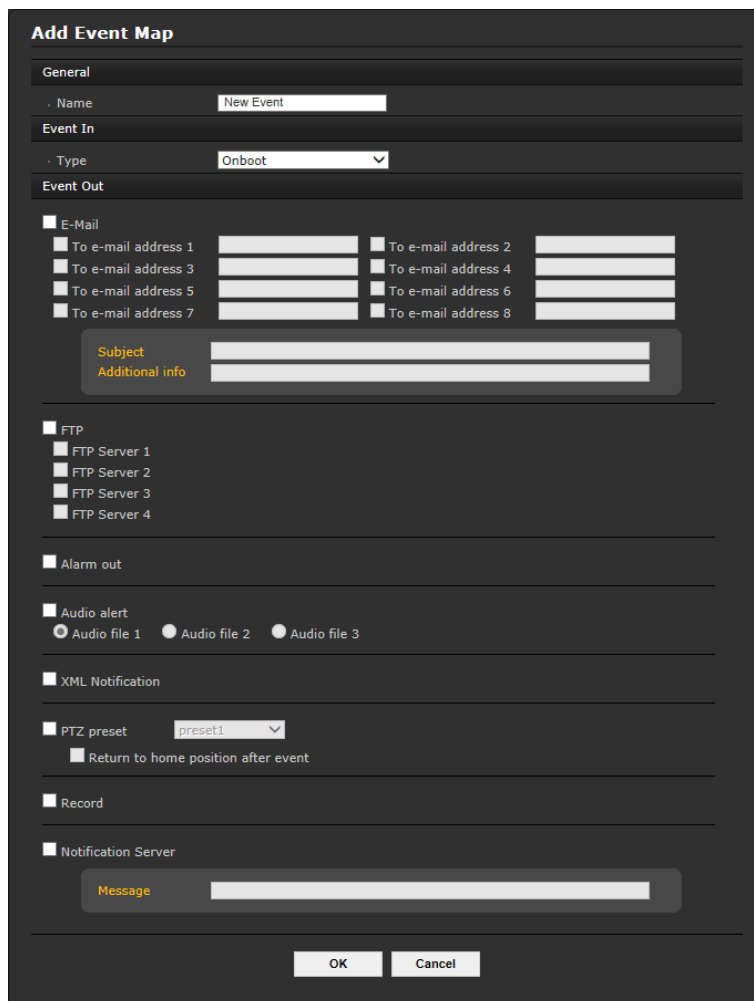 Add Event Map
General
· Name New Event
Event In
· Type Onboot
Event Out
E-Mail
To e-mail address 1 To e-mail address 2
To e-mail address 3 To e-mail address 4
To e-mail address 5 To e-mail address 6
To e-mail address 7 To e-mail address 8
Subject
Additional info
FTP
FTP Server 1
FTP Server 2
FTP Server 3
FTP Server 4
Alarm out
Audio alert
Audio file 1 Audio file 2 Audio file 3
XML Notification
PTZ preset preset1
Return to home position after event
Record
Notification Server
Message
OK Cancel